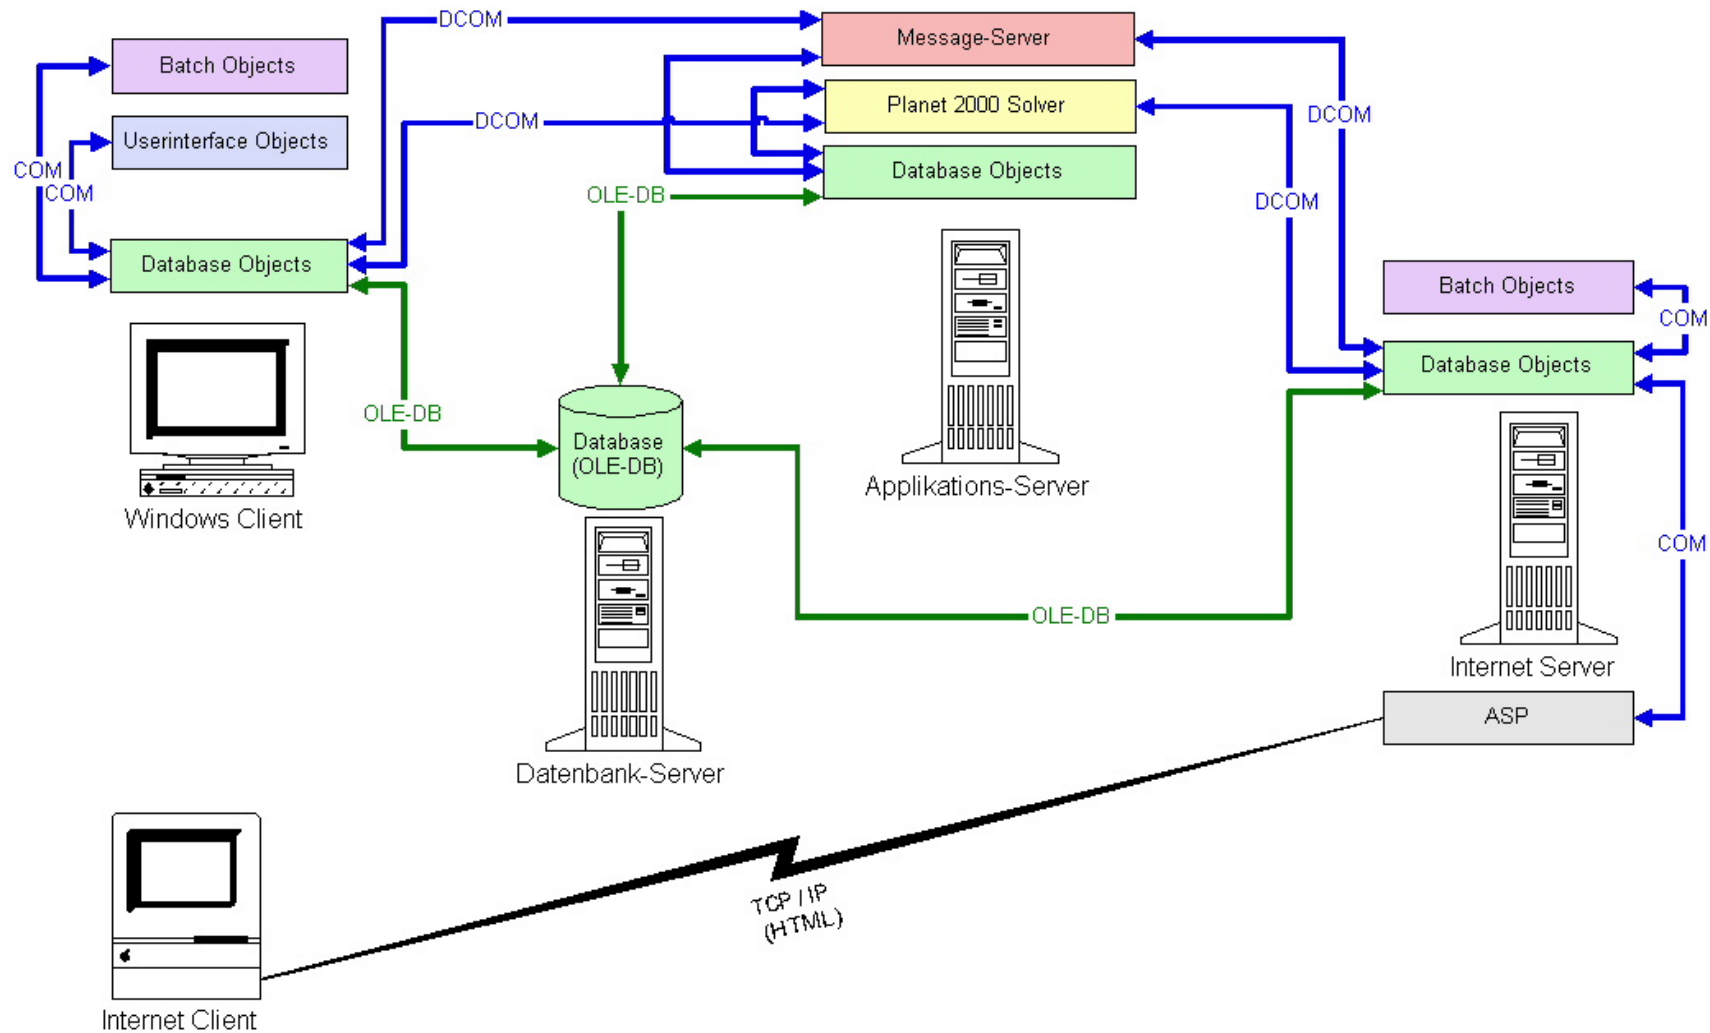 DCOM
Message-Server
Batch Objects
Planet 2000 Solver
DCOM
DCOM
Userinterface Objects
COM
COM
Database Objects
OLE-DB
DCOM
Database Objects
Batch Objects
COM
Database Objects
OLE-DB
Database
(OLE-DB)
Applikations-Server
Windows Client
COM
OLE-DB
Internet Server
ASP
Datenbank-Server
TCP / IP
(HTML)
Internet Client